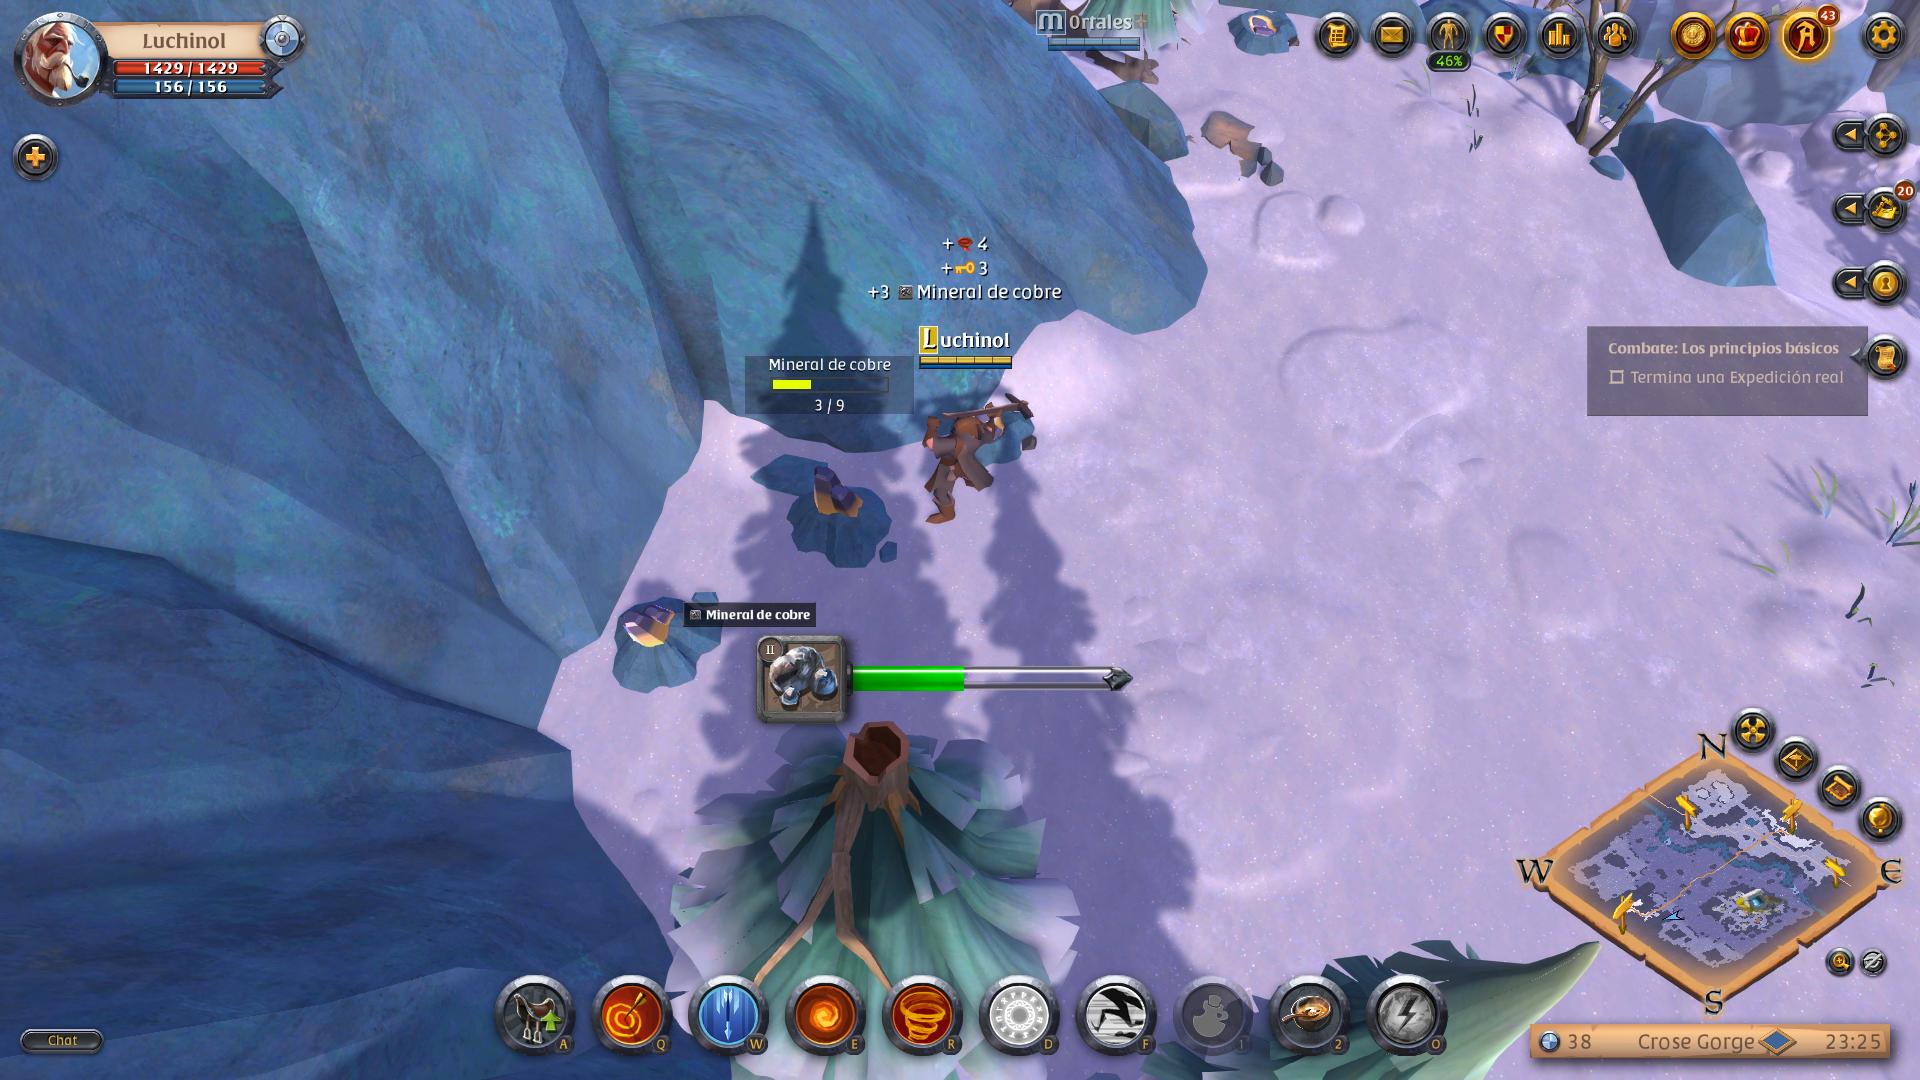 Luchinol
1429 / 1429
156 / 156
M 0rtales
46%
43
20
+ 4
+ 3
+3 Mineral de cobre
Luchinol
Mineral de cobre
3 / 9
Combate: Los principios básicos
Termina una Expedición real
Mineral de cobre
II
N
W
E
S
A
Q
W
E
R
D
F
1
2
O
Chat
38
Crose Gorge
23:25